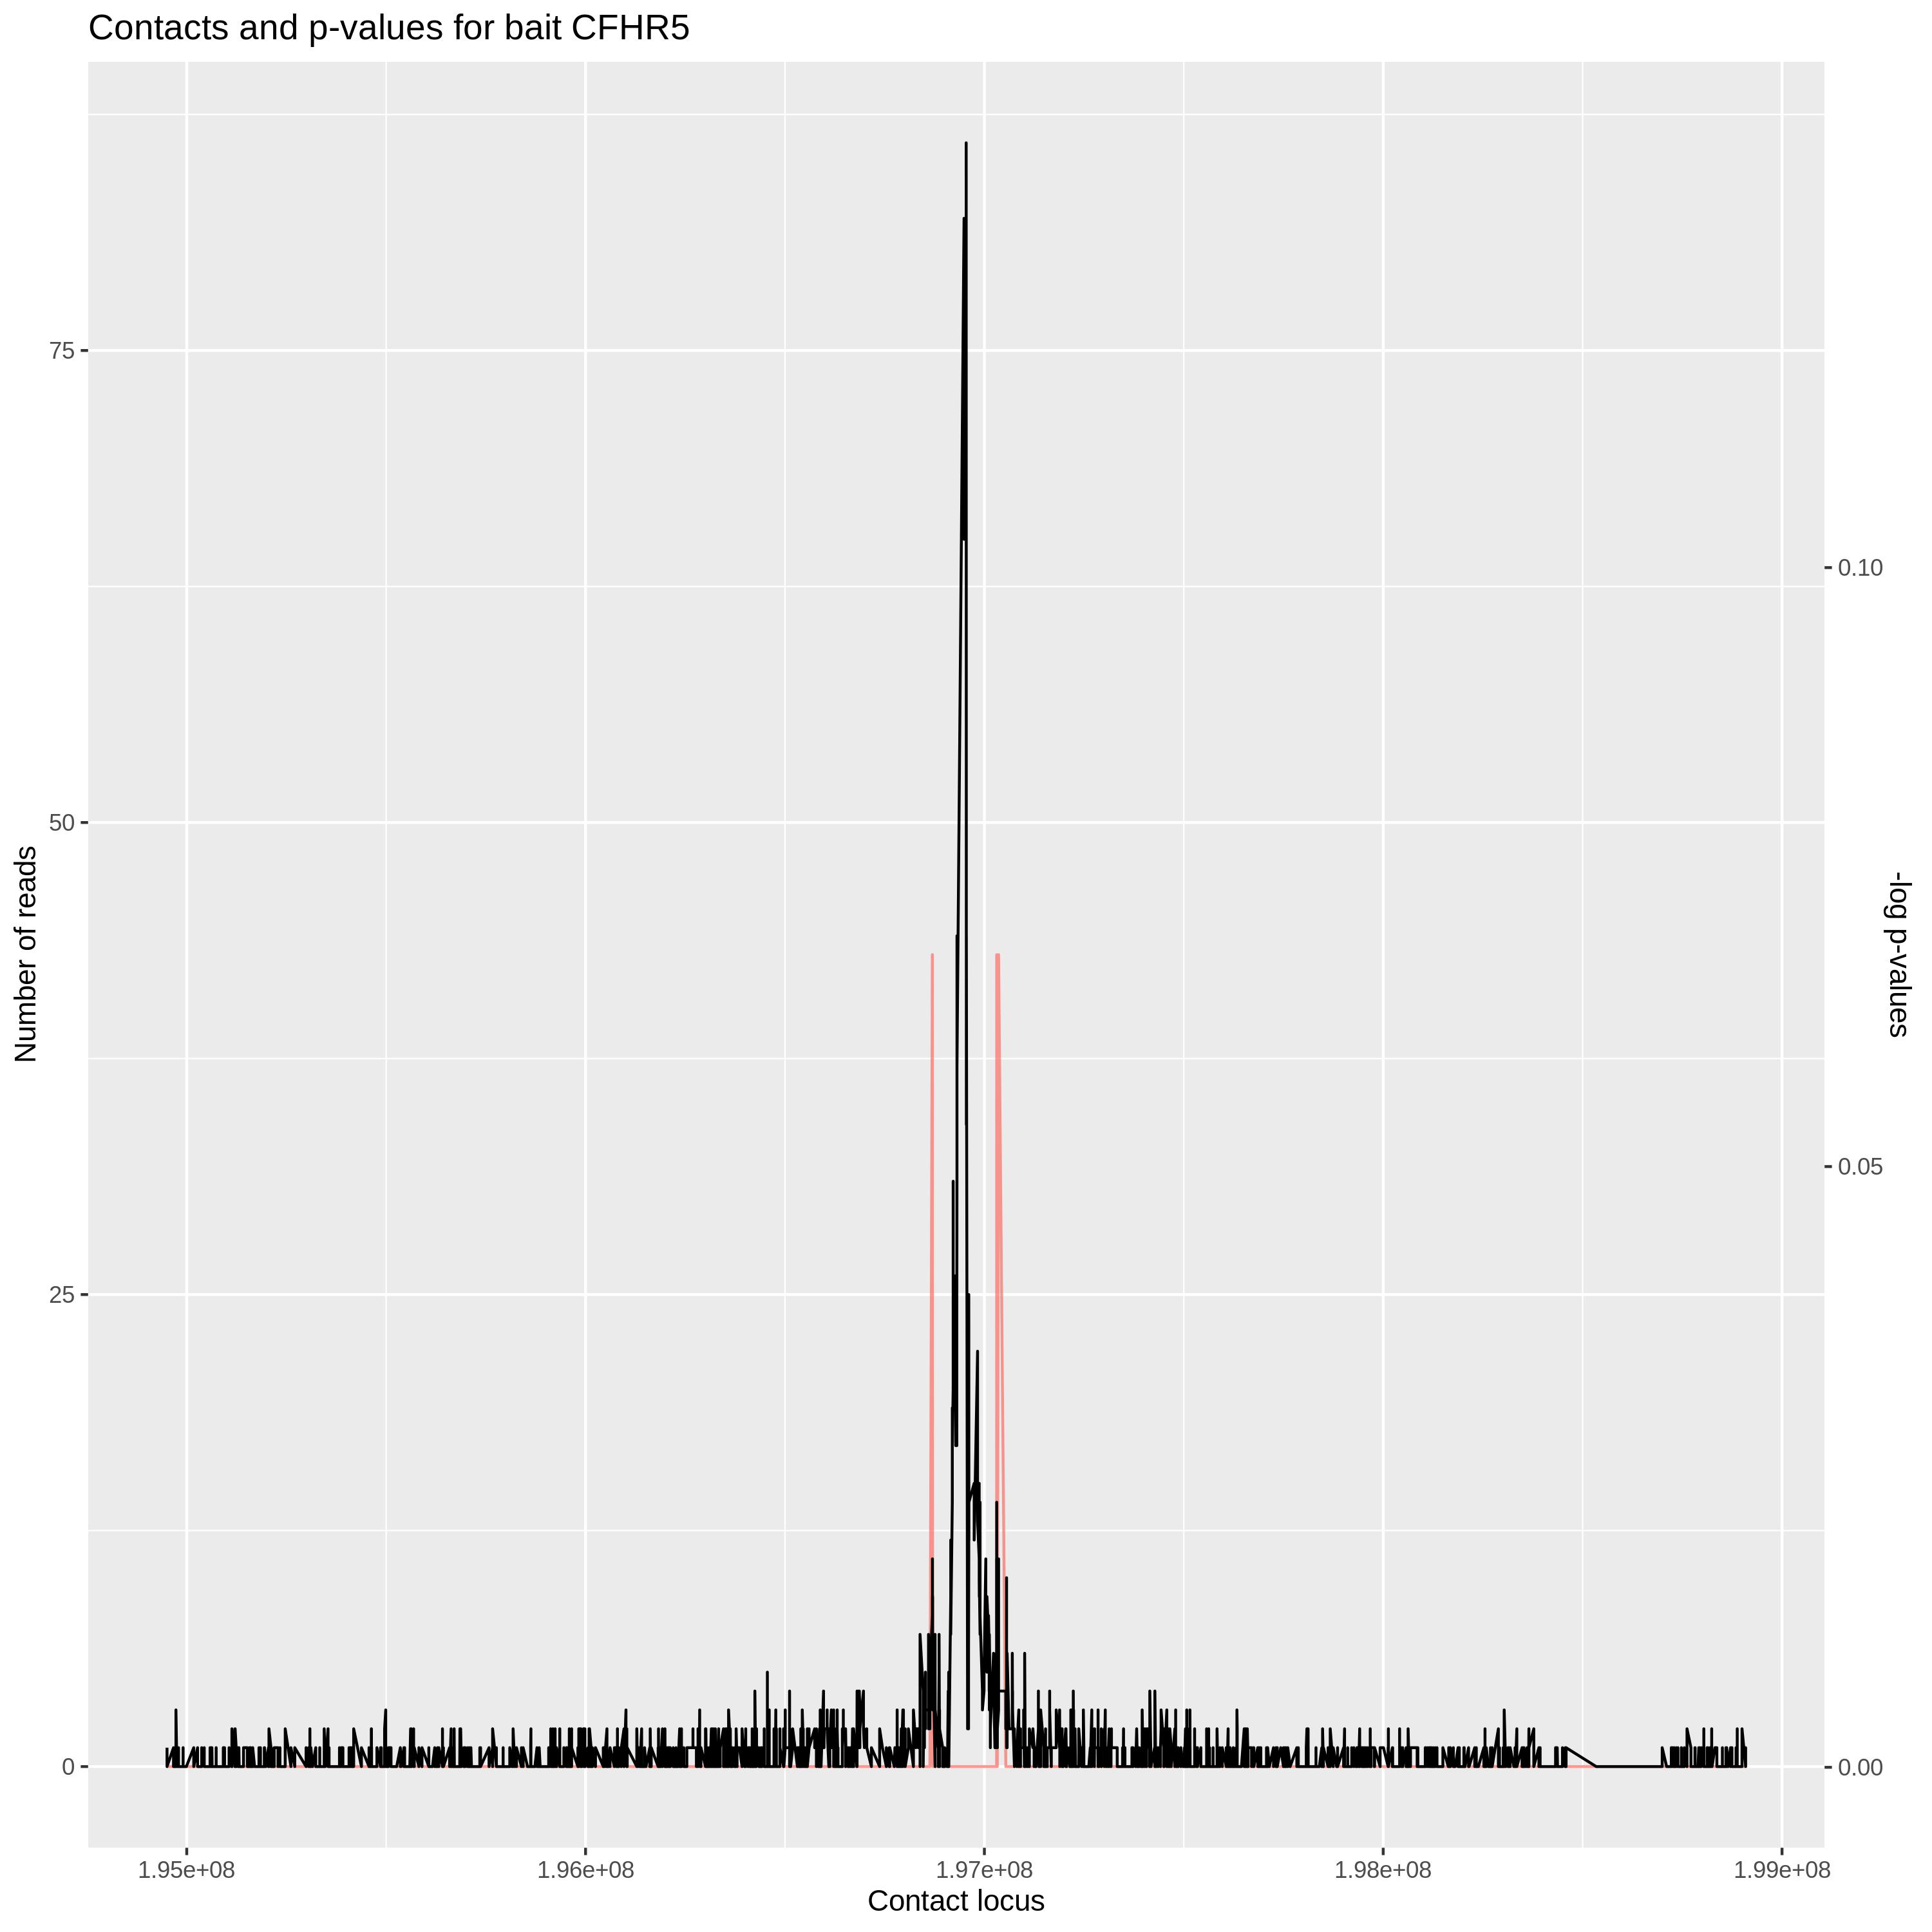 Contacts and p-values for bait CFHR5
75
50
25
0
Number of reads
0.10
0.05
0.00
-log p-values
1.95e+08
1.96e+08
1.97e+08
1.98e+08
1.99e+08
Contact locus